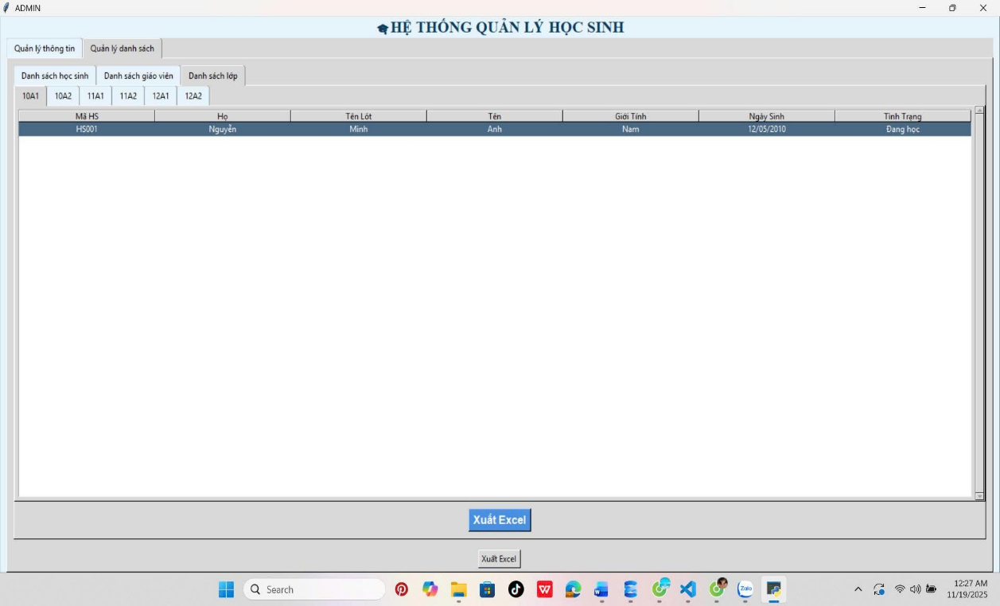 ADMIN
HỆ THỐNG QUẢN LÝ HỌC SINH
Quản lý thông tin Quản lý danh sách
Danh sách học sinh Danh sách giáo viên Danh sách lớp
10A1 10A2 11A1 11A2 12A1 12A2
Mã HS Họ Tên Lót Tên Giới Tính Ngày Sinh Tình Trạng
HS001 Nguyễn Minh Anh Nam 12/05/2010 Đang học
Xuất Excel
Xuất Excel
Search
Zalo
12:27 AM
11/19/2025